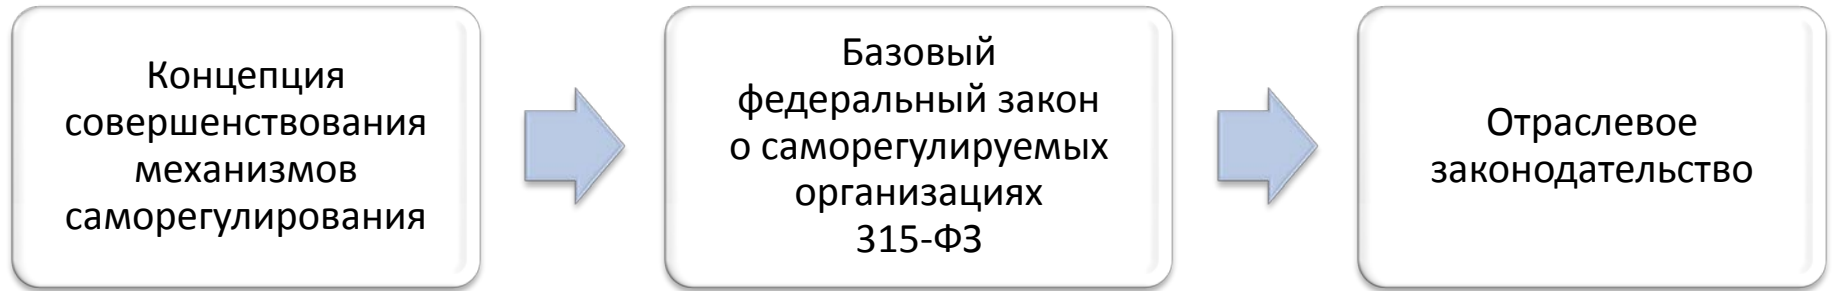 Концепция
совершенствования
механизмов
саморегулирования
Базовый
федеральный закон
о саморегулируемых
организациях
315-ФЗ
Отраслевое
законодательство